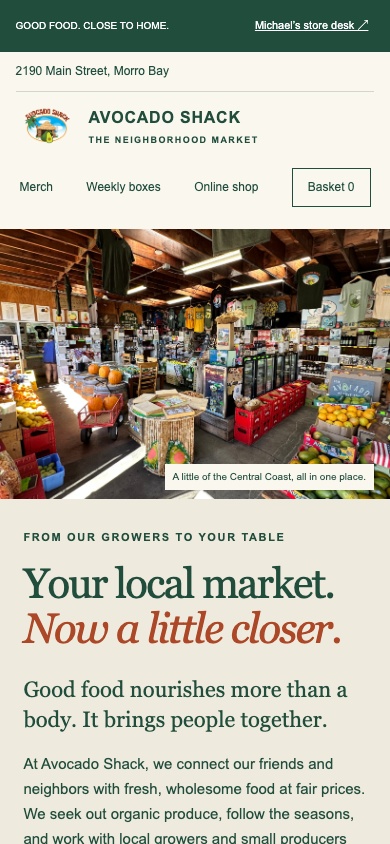 GOOD FOOD. CLOSE TO HOME.
Michael's store desk ↗
2190 Main Street, Morro Bay
AVOCADO SHACK
AVOCADO SHACK
THE NEIGHBORHOOD MARKET
Merch
Weekly boxes
Online shop
Basket 0
A little of the Central Coast, all in one place.
FROM OUR GROWERS TO YOUR TABLE
Your local market.
Now a little closer.
Good food nourishes more than a
body. It brings people together.
At Avocado Shack, we connect our friends and
neighbors with fresh, wholesome food at fair prices.
We seek out organic produce, follow the seasons,
and work with local growers and small producers